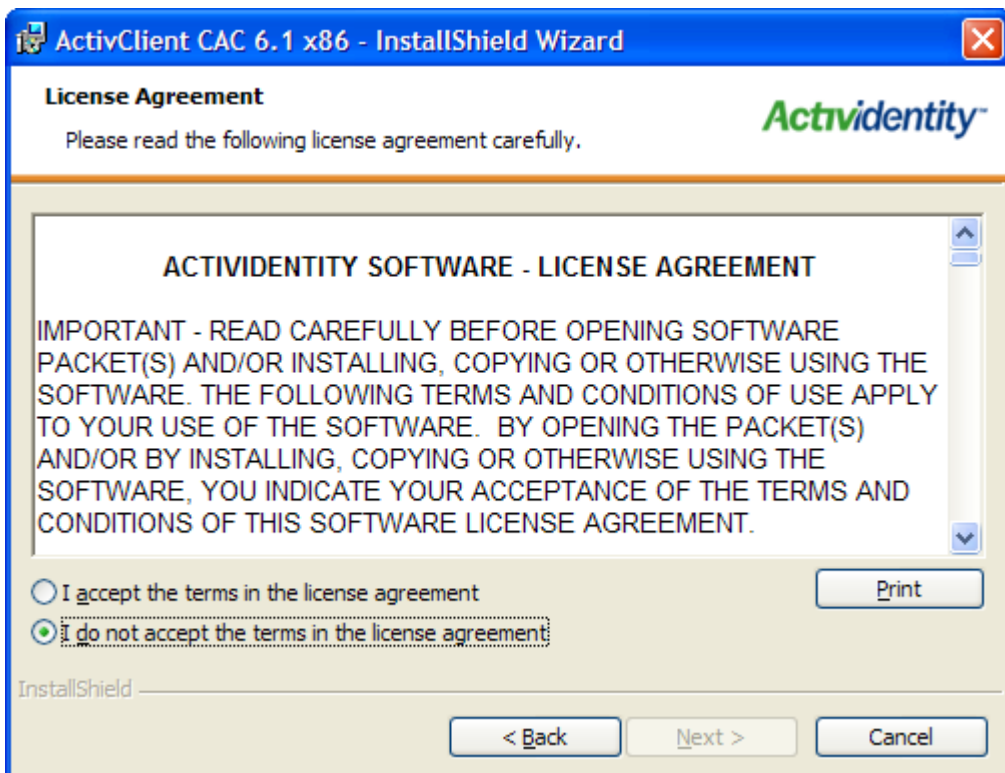 ActivClient CAC 6.1 x86 - InstallShield Wizard
License Agreement
Please read the following license agreement carefully.
ActivIdentity™
ACTIVIDENTITY SOFTWARE - LICENSE AGREEMENT
IMPORTANT - READ CAREFULLY BEFORE OPENING SOFTWARE
PACKET(S) AND/OR INSTALLING, COPYING OR OTHERWISE USING THE
SOFTWARE. THE FOLLOWING TERMS AND CONDITIONS OF USE APPLY
TO YOUR USE OF THE SOFTWARE.  BY OPENING THE PACKET(S)
AND/OR BY INSTALLING, COPYING OR OTHERWISE USING THE
SOFTWARE, YOU INDICATE YOUR ACCEPTANCE OF THE TERMS AND
CONDITIONS OF THIS SOFTWARE LICENSE AGREEMENT.
I accept the terms in the license agreement
Print
I do not accept the terms in the license agreement
InstallShield
< Back
Next >
Cancel